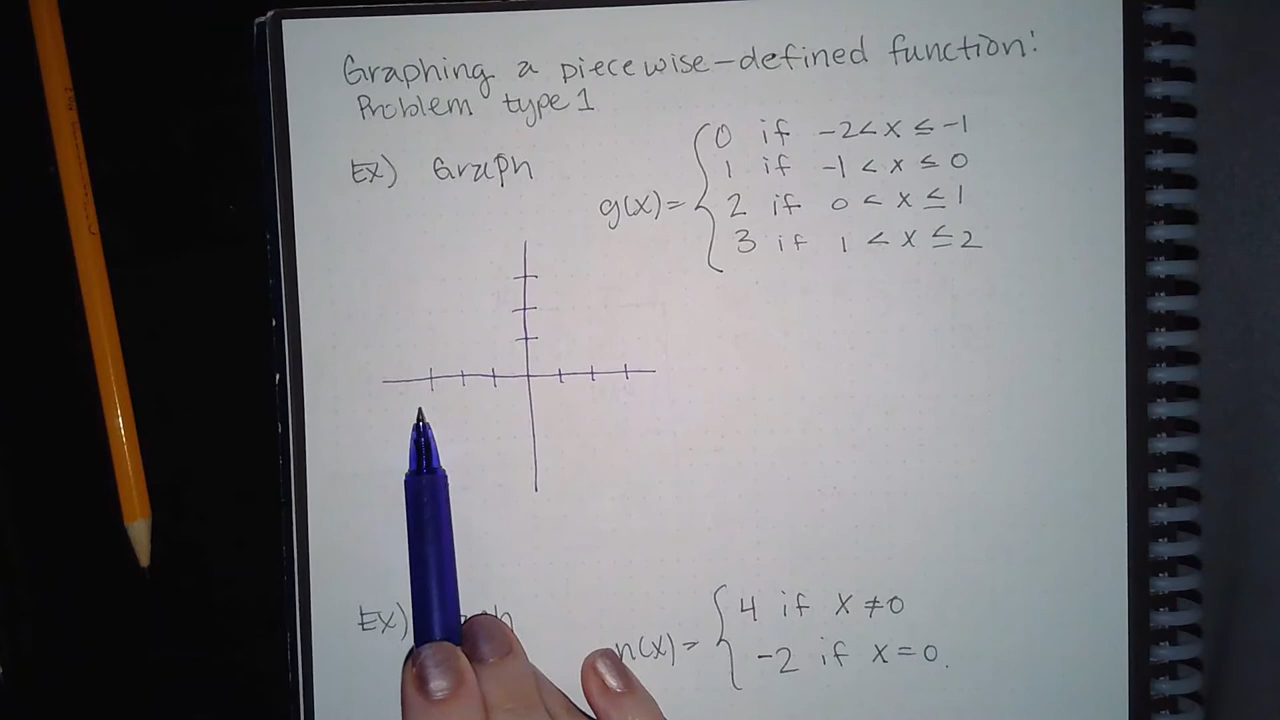 Graphing a piecewise-defined function:
Problem type 1
Ex) Graph
g(x)= { 0 if -2<x≤-1
1 if -1<x≤0
2 if 0<x≤1
3 if 1<x≤2
Ex)
n(x)= { 4 if x≠0
-2 if x=0.